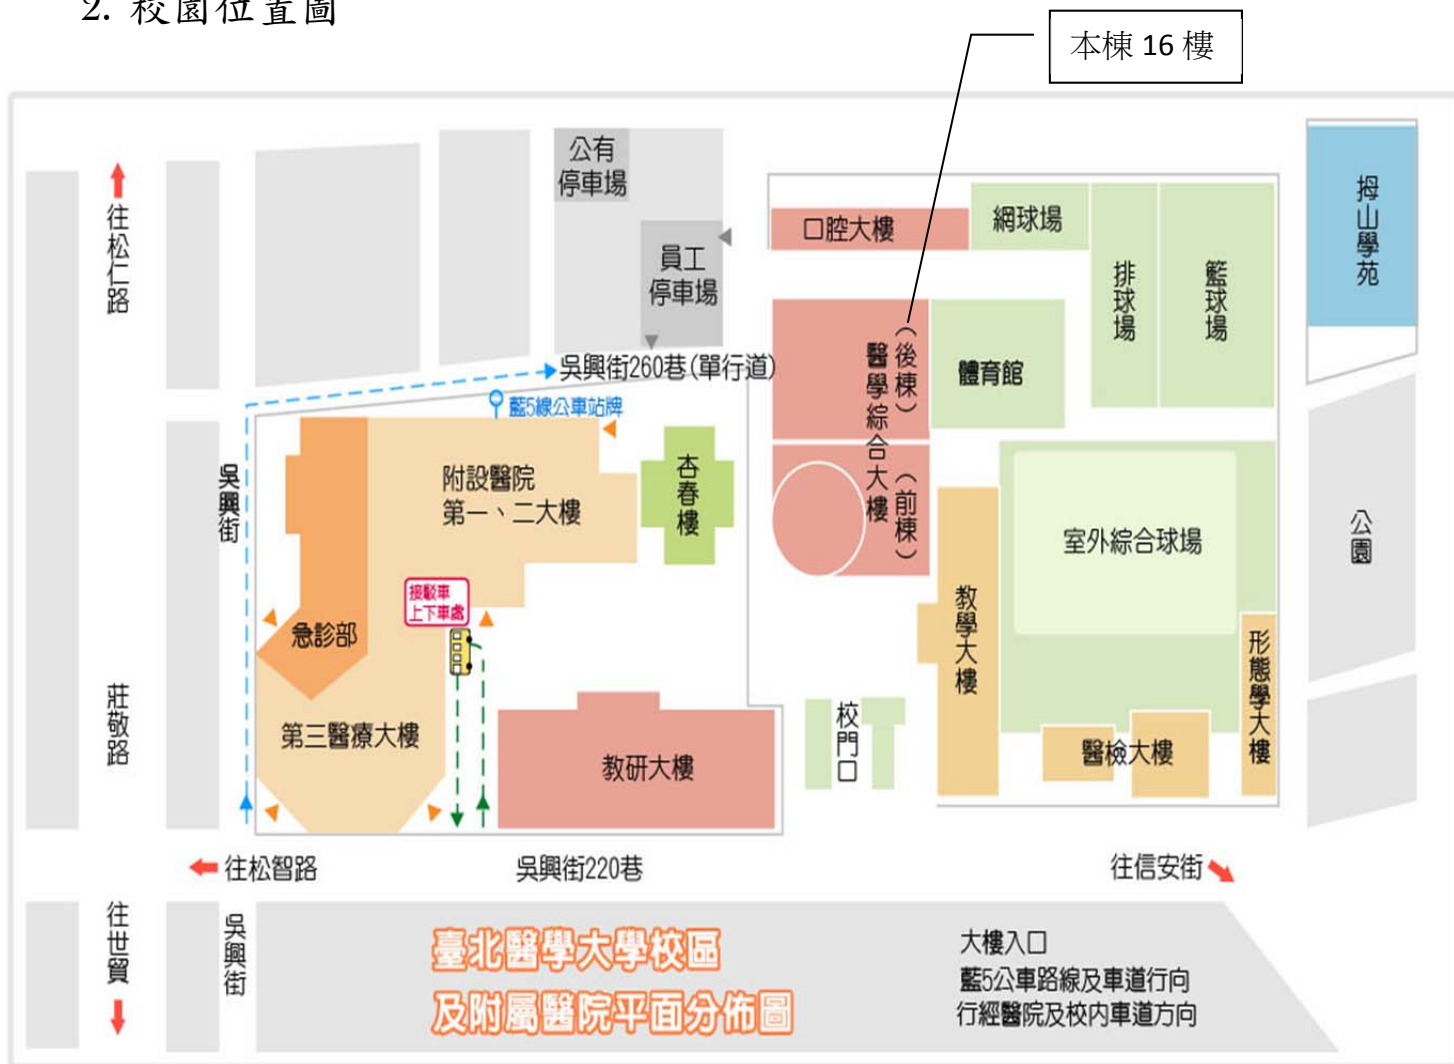 2. 校園位置圖
本棟 16 樓
公有
停車場
員工
停車場
口腔大樓
網球場
排球場
籃球場
拇山學苑
往松仁路
吳興街260巷(單行道)
藍5線公車站牌
醫學綜合大樓
(後棟)
(前棟)
體育館
吳興街
附設醫院
第一、二大樓
杏春樓
室外綜合球場
公園
接駁車
上下車處
急診部
教學大樓
形態學大樓
莊敬路
第三醫療大樓
教研大樓
校門口
醫檢大樓
往松智路
吳興街220巷
往信安街
往世貿
吳興街
臺北醫學大學校區
及附屬醫院平面分佈圖
大樓入口
藍5公車路線及車道行向
行經醫院及校內車道方向